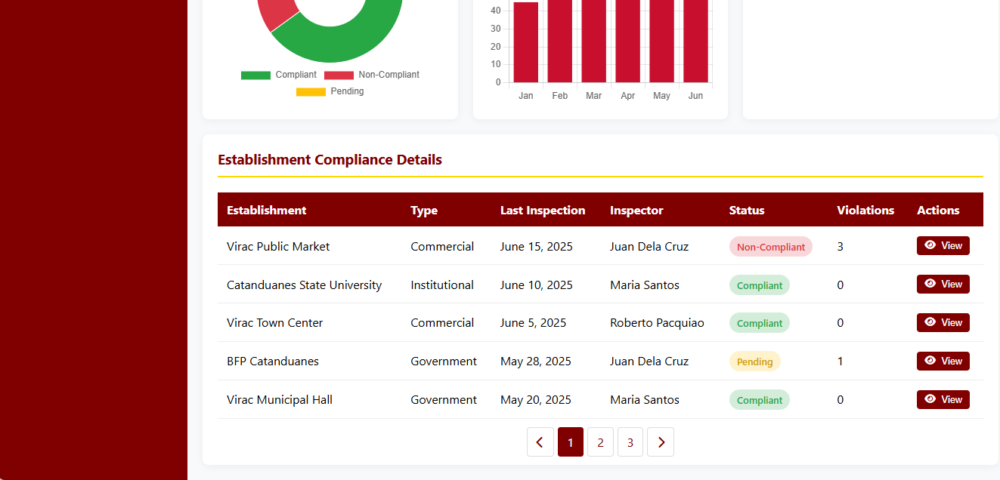 Compliant Non-Compliant
Pending
40
30
20
10
0
Jan Feb Mar Apr May Jun
Establishment Compliance Details
Establishment Type Last Inspection Inspector Status Violations Actions
Virac Public Market Commercial June 15, 2025 Juan Dela Cruz Non-Compliant 3 View
Catanduanes State University Institutional June 10, 2025 Maria Santos Compliant 0 View
Virac Town Center Commercial June 5, 2025 Roberto Pacquiao Compliant 0 View
BFP Catanduanes Government May 28, 2025 Juan Dela Cruz Pending 1 View
Virac Municipal Hall Government May 20, 2025 Maria Santos Compliant 0 View
1 2 3